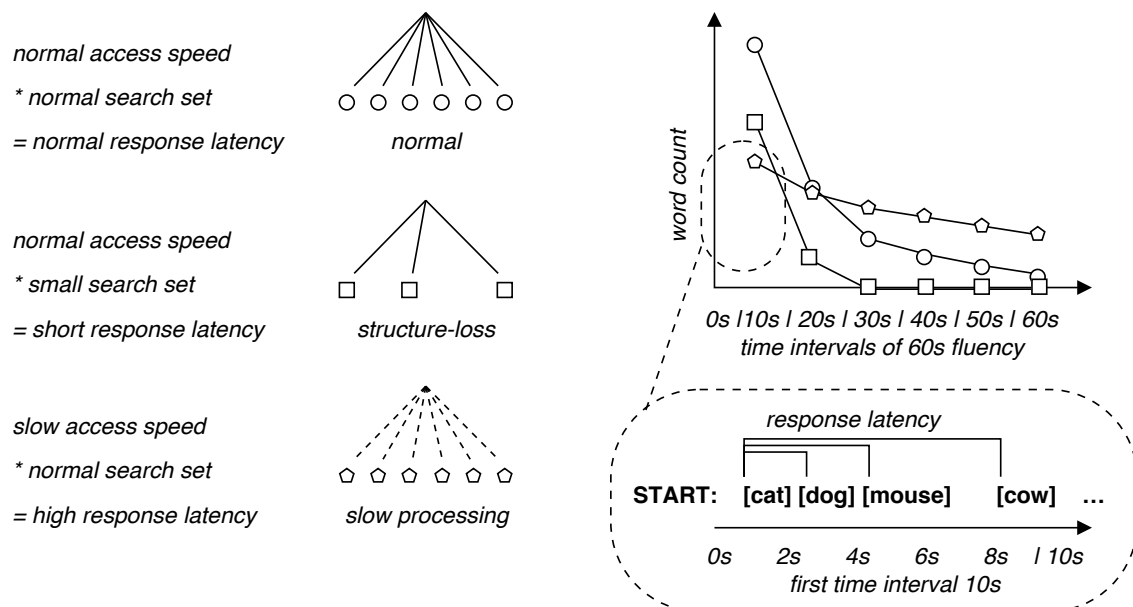 normal access speed
* normal search set
= normal response latency
normal
normal access speed
* small search set
= short response latency
structure-loss
slow access speed
* normal search set
= high response latency
slow processing
word count
0s |10s | 20s | 30s | 40s | 50s | 60s
time intervals of 60s fluency
response latency
START: [cat] [dog] [mouse] [cow] ...
0s 2s 4s 6s 8s | 10s
first time interval 10s